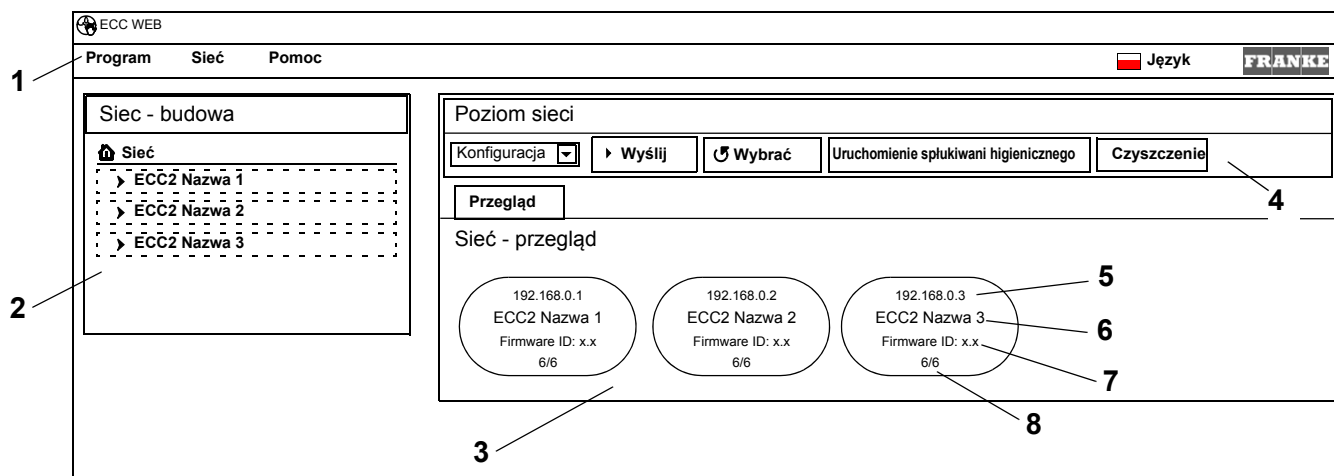 ECC WEB
Program Sieć Pomoc Język FRANKE
1
Siec - budowa
Sieć
ECC2 Nazwa 1
ECC2 Nazwa 2
ECC2 Nazwa 3
2
Poziom sieci
Konfiguracja Wyślij Wybrać Uruchomienie spłukiwani higienicznego Czyszczenie
4
Przegląd
Sieć - przegląd
192.168.0.1
ECC2 Nazwa 1
Firmware ID: x.x
6/6
192.168.0.2
ECC2 Nazwa 2
Firmware ID: x.x
6/6
192.168.0.3
ECC2 Nazwa 3
Firmware ID: x.x
6/6
5
6
7
8
3